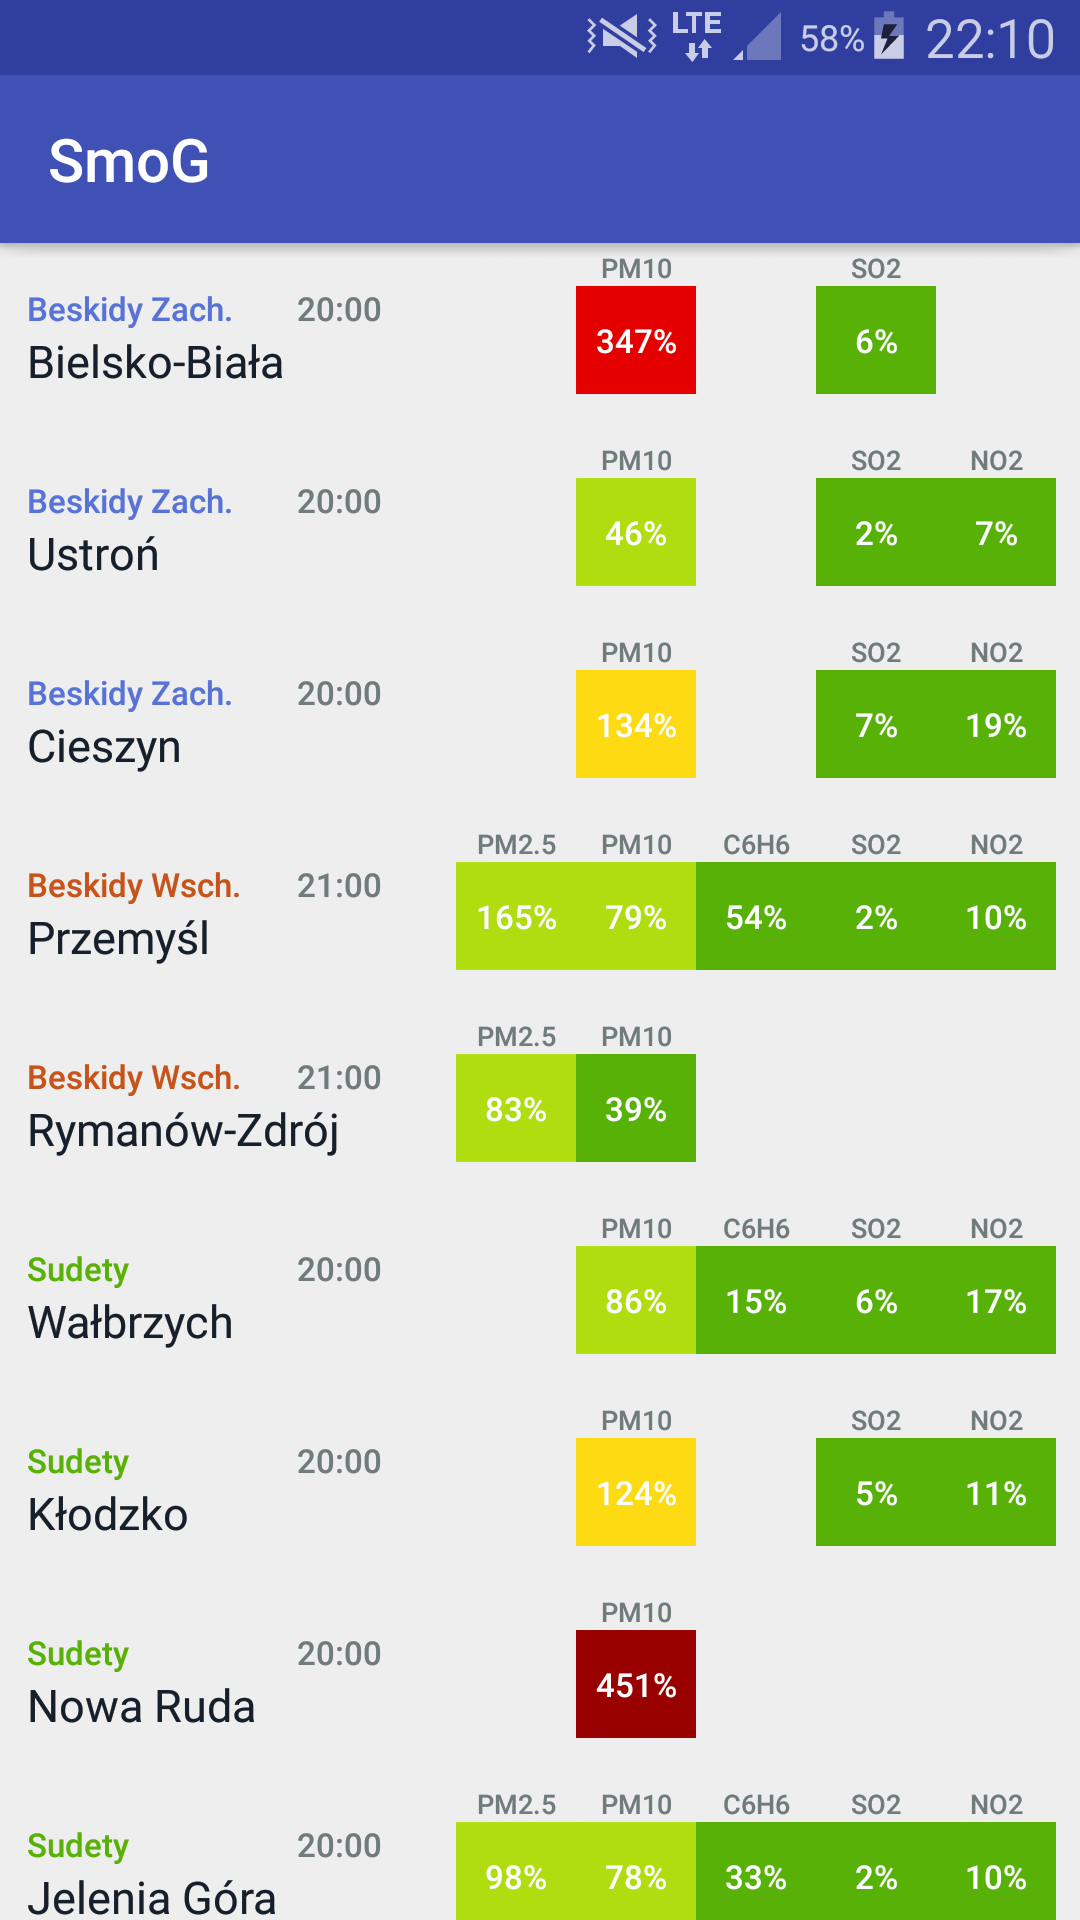 LTE 58% 22:10
SmoG
PM10 SO2
Beskidy Zach. 20:00
347% 6%
Bielsko-Biała
PM10 SO2 NO2
Beskidy Zach. 20:00
46% 2% 7%
Ustroń
PM10 SO2 NO2
Beskidy Zach. 20:00
134% 7% 19%
Cieszyn
PM2.5 PM10 C6H6 SO2 NO2
Beskidy Wsch. 21:00
165% 79% 54% 2% 10%
Przemyśl
PM2.5 PM10
Beskidy Wsch. 21:00
83% 39%
Rymanów-Zdrój
PM10 C6H6 SO2 NO2
Sudety 20:00
86% 15% 6% 17%
Wałbrzych
PM10 SO2 NO2
Sudety 20:00
124% 5% 11%
Kłodzko
PM10
Sudety 20:00
451%
Nowa Ruda
PM2.5 PM10 C6H6 SO2 NO2
Sudety 20:00
98% 78% 33% 2% 10%
Jelenia Góra